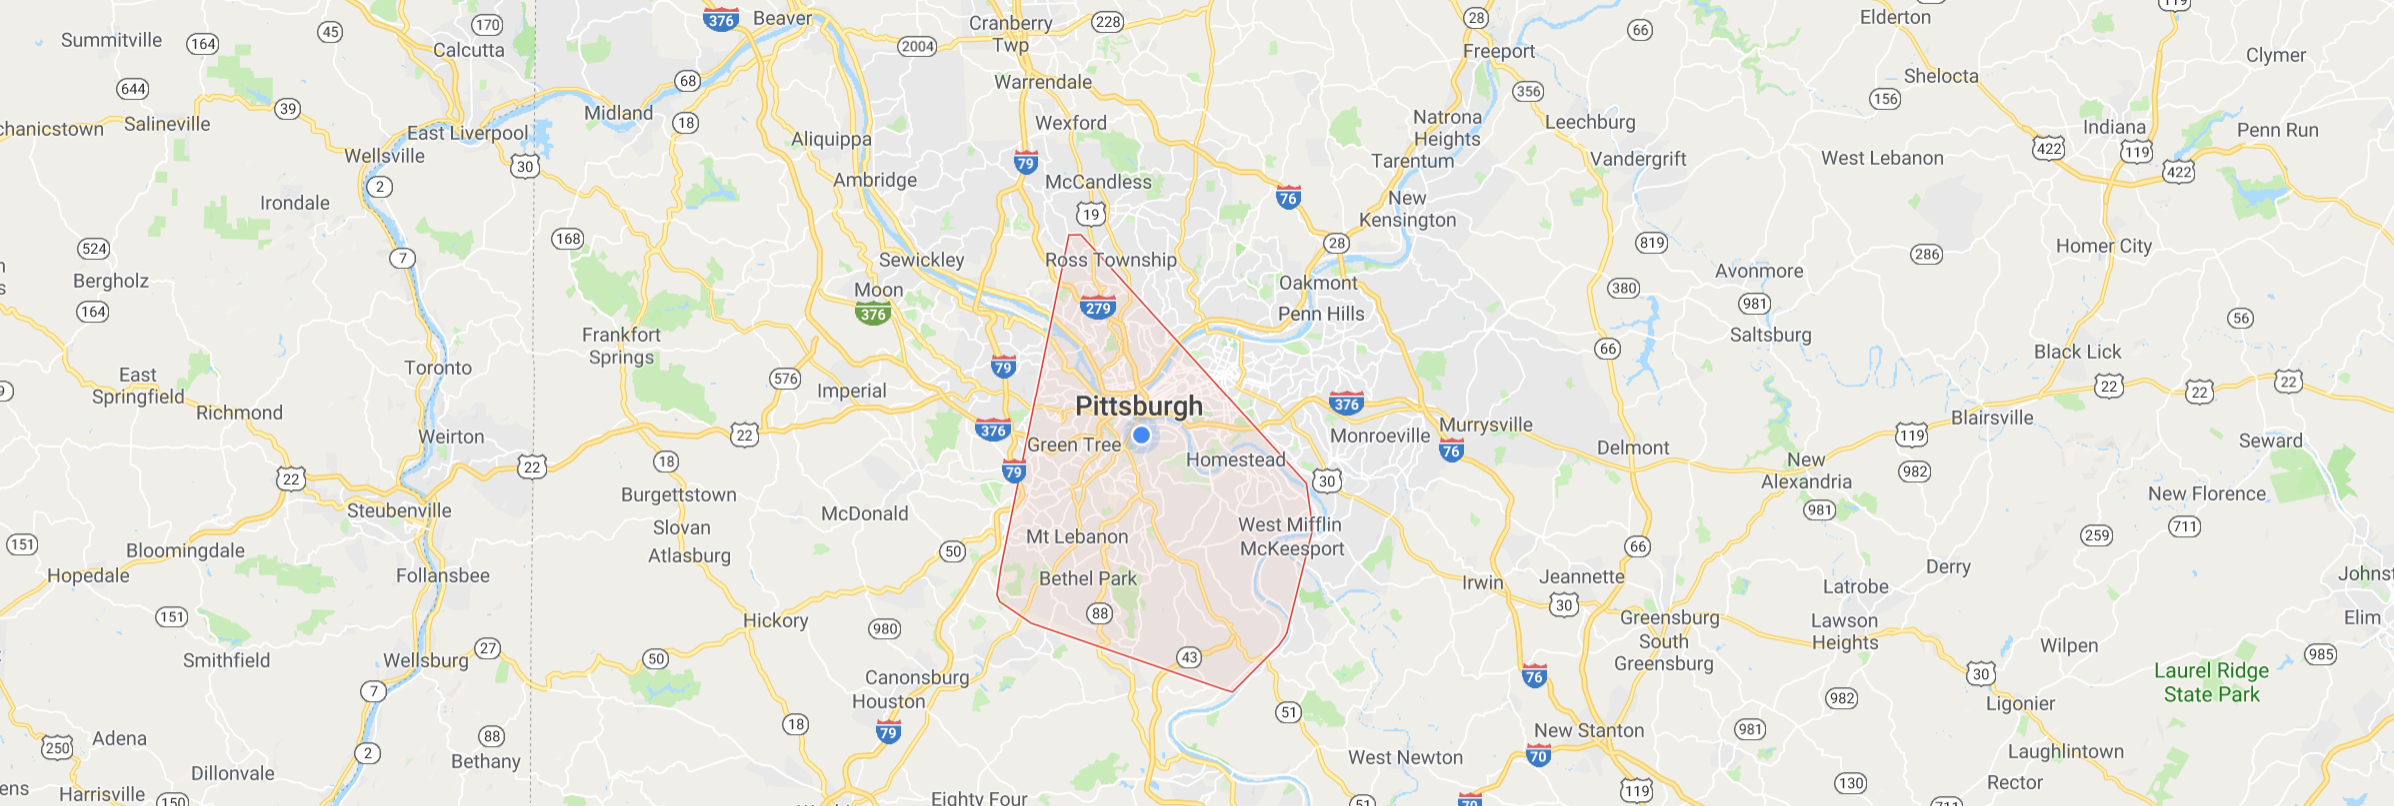 376
Beaver
Cranberry
Twp
228
28
119
Elderton
Summitville
164
45
170
Calcutta
2004
Freeport
66
Clymer
Shelocta
644
68
Warrendale
356
156
39
Midland
18
Wexford
Natrona
Heights
Leechburg
Indiana
Penn Run
chanicstown
Salineville
East Liverpool
Aliquippa
Wellsville
30
79
Tarentum
Vandergrift
West Lebanon
422
119
422
2
Ambridge
McCandless
76
New
Kensington
Irondale
19
524
7
168
28
819
286
Homer City
Bergholz
Sewickley
Ross Township
Avonmore
Moon
Oakmont
380
981
164
376
279
Penn Hills
Saltsburg
56
Frankfort
Springs
66
Black Lick
Toronto
79
East
Springfield
576
Imperial
22
22
22
9
Richmond
Pittsburgh
376
Blairsville
Weirton
22
376
Green Tree
Monroeville
Murrysville
119
Seward
22
22
18
79
Homestead
76
Delmont
New
Alexandria
982
30
Burgettstown
New Florence
Steubenville
McDonald
981
Slovan
West Mifflin
711
151
Bloomingdale
Atlasburg
50
Mt Lebanon
McKeesport
66
259
Hopedale
Follansbee
Bethel Park
Irwin
Jeannette
Derry
Johnst
Latrobe
151
Hickory
980
88
30
Greensburg
Lawson
Heights
Elim
Smithfield
Wellsburg
27
50
43
South
Greensburg
Wilpen
985
7
Canonsburg
Houston
76
30
Laurel Ridge
State Park
18
79
51
982
Ligonier
250
Adena
88
2
New Stanton
981
Bethany
West Newton
70
Laughlintown
Dillonvale
Rector
130
ens
Harrisville
150
Eighty Four
51
70
119
711